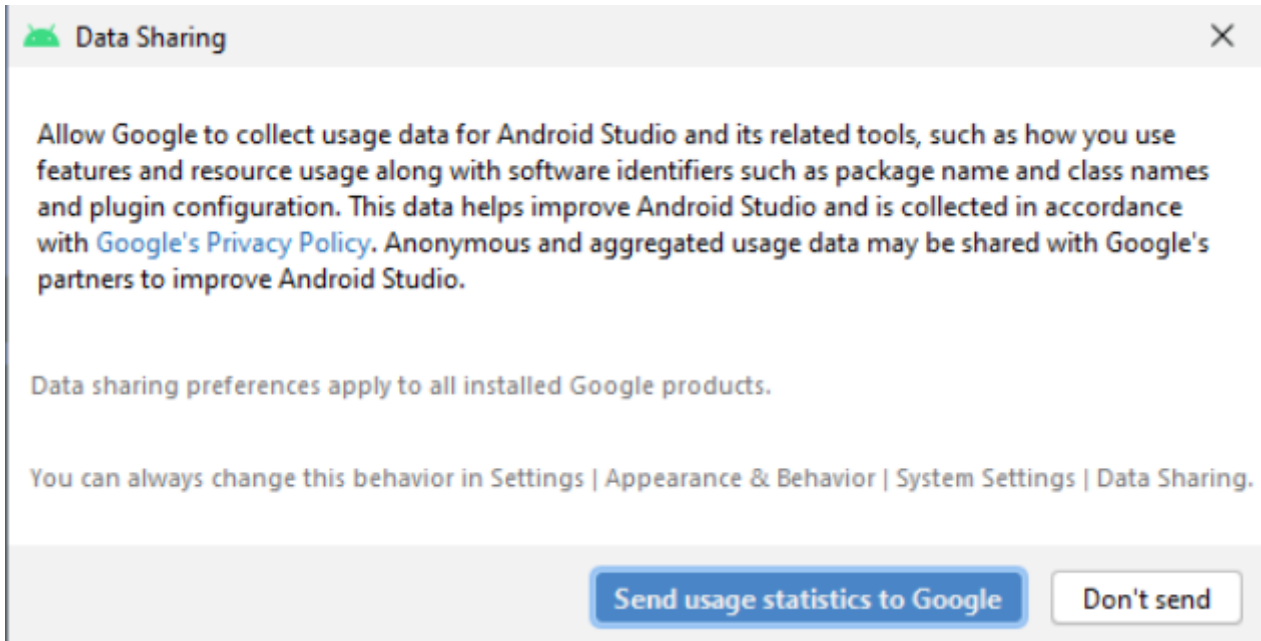 Data Sharing
Allow Google to collect usage data for Android Studio and its related tools, such as how you use
features and resource usage along with software identifiers such as package name and class names
and plugin configuration. This data helps improve Android Studio and is collected in accordance
with Google's Privacy Policy. Anonymous and aggregated usage data may be shared with Google's
partners to improve Android Studio.
Data sharing preferences apply to all installed Google products.
You can always change this behavior in Settings | Appearance & Behavior | System Settings | Data Sharing.
Send usage statistics to Google Don't send